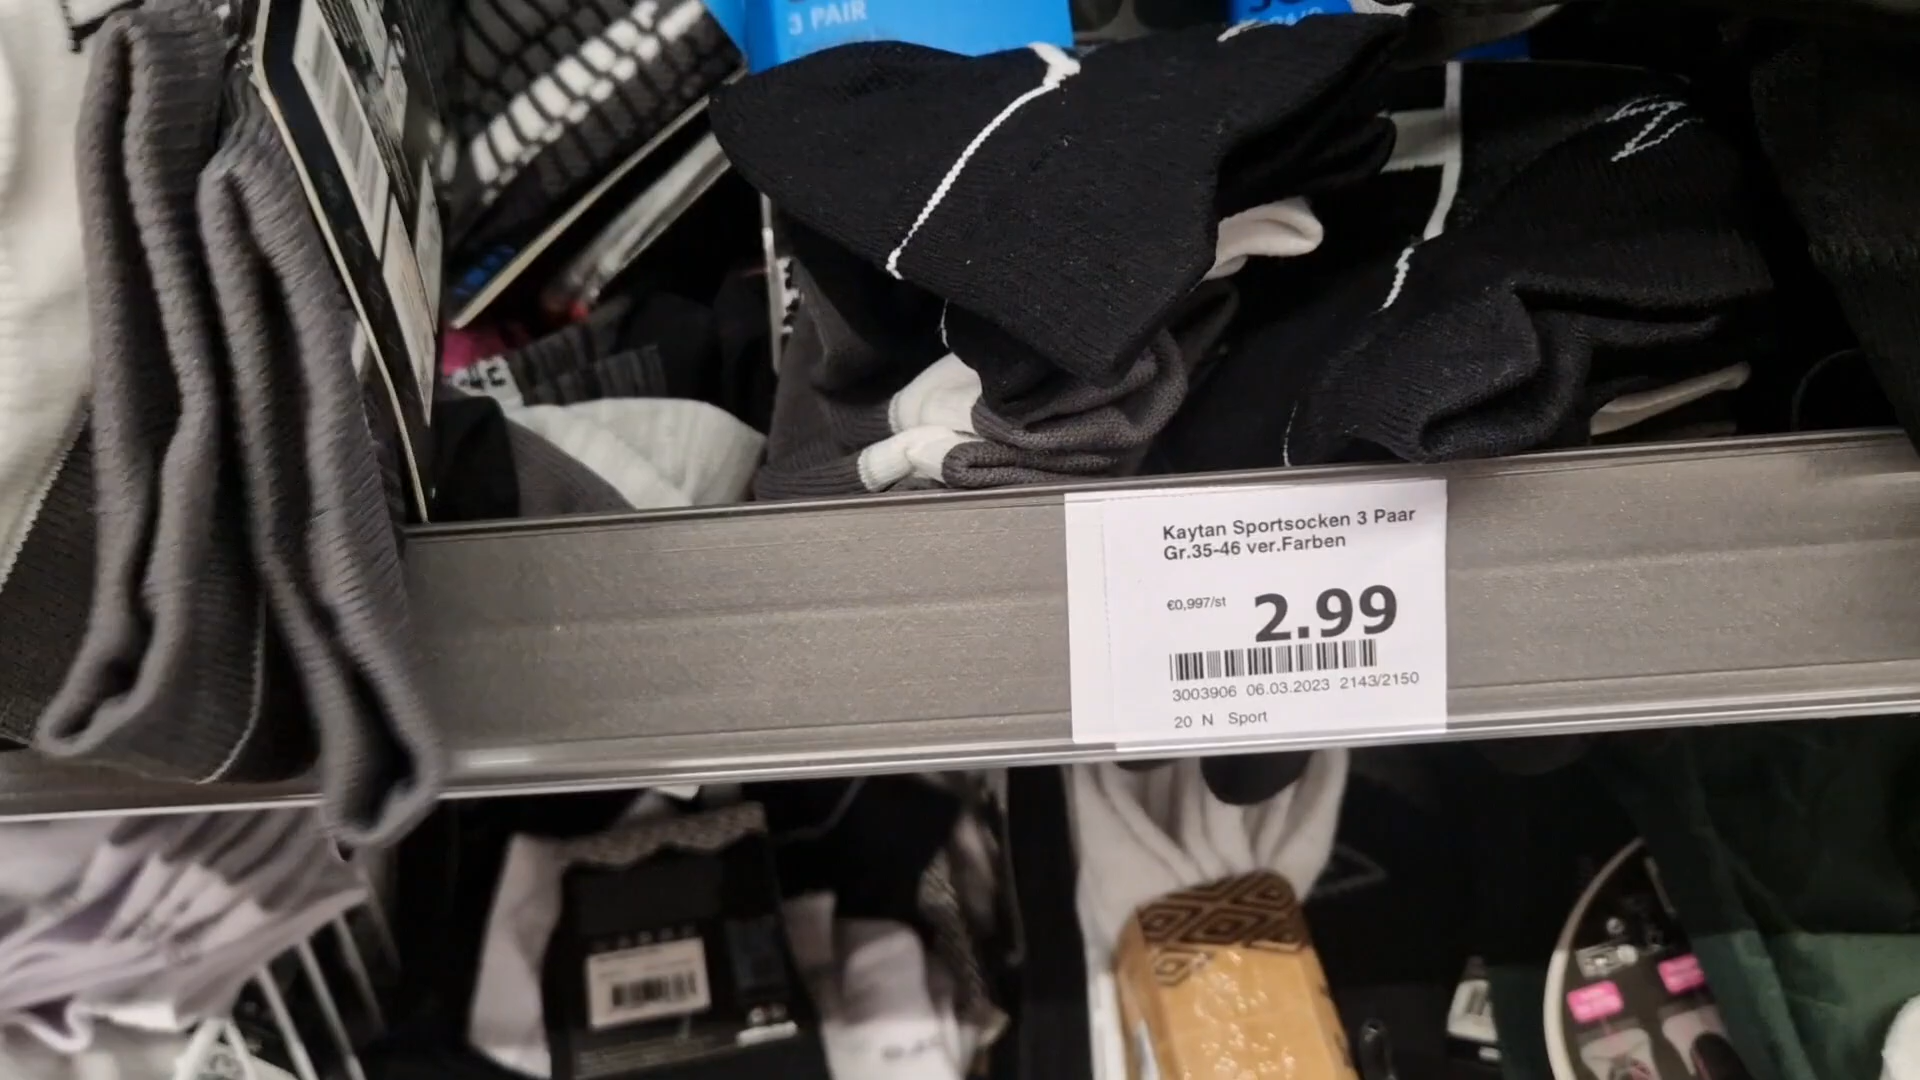 3 PAIR
Kaytan Sportsocken 3 Paar
Gr.35-46 ver.Farben
€0,997/st
2.99
3003906 06.03.2023 2143/2150
20 N Sport